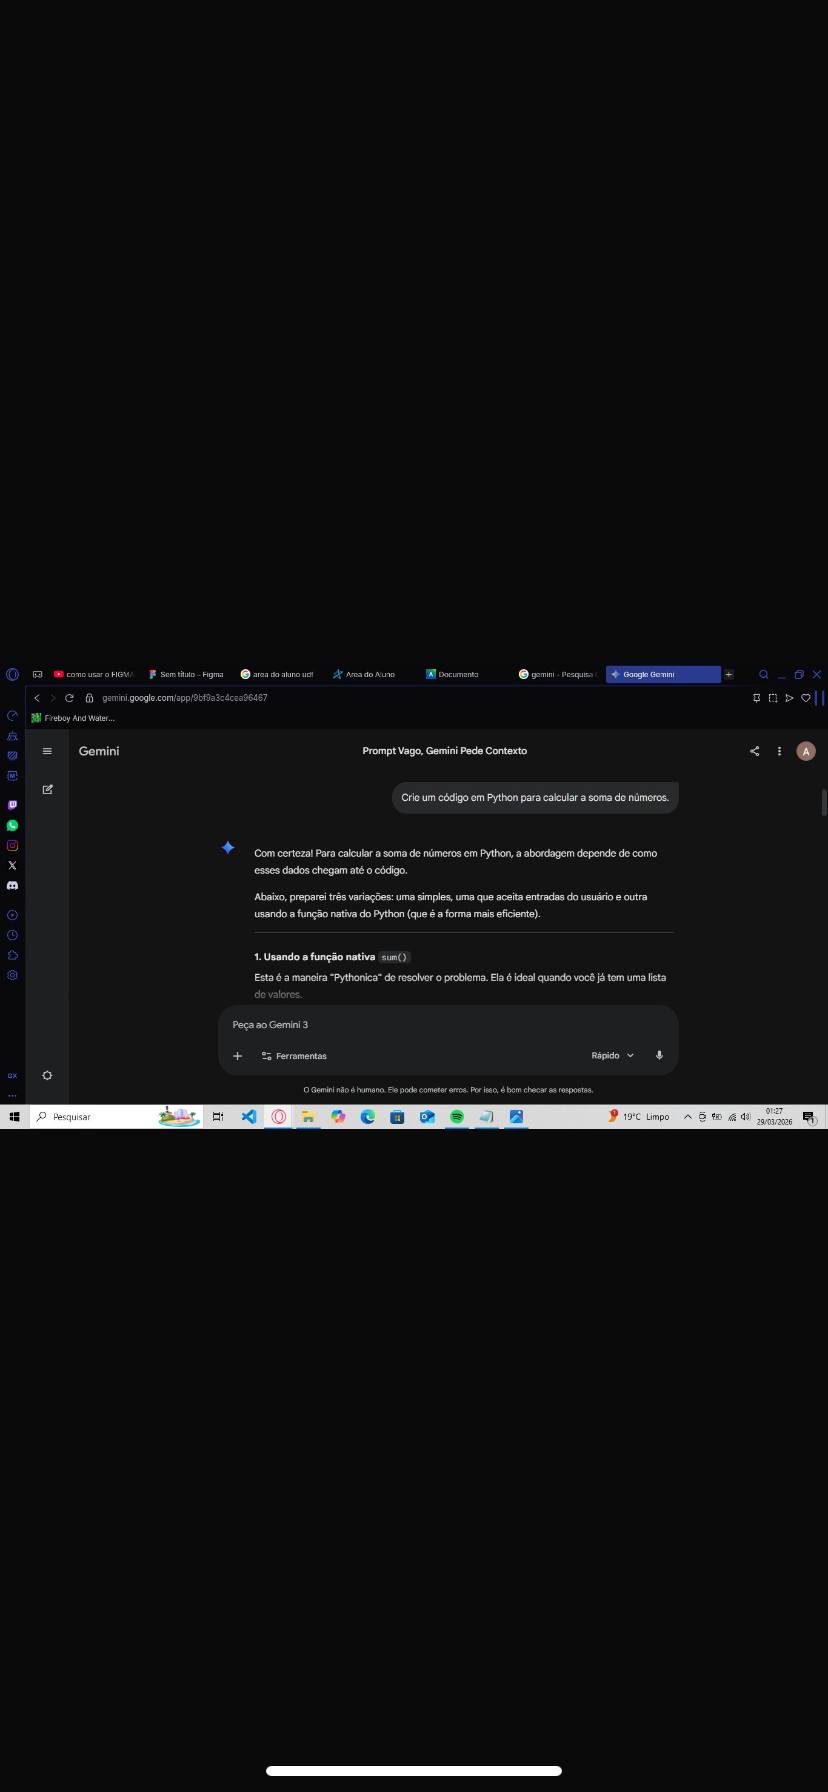 como usar o FIGMA
Sem título – Figma
area do aluno udf
Area do Aluno
Documento
gemini - Pesquisa
Google Gemini
gemini.google.com/app/9bf9a3c4cea96467
Fireboy And Water...
Gemini
Prompt Vago, Gemini Pede Contexto
A
Crie um código em Python para calcular a soma de números.
Com certeza! Para calcular a soma de números em Python, a abordagem depende de como
esses dados chegam até o código.
Abaixo, preparei três variações: uma simples, uma que aceita entradas do usuário e outra
usando a função nativa do Python (que é a forma mais eficiente).
1. Usando a função nativa sum()
Esta é a maneira "Pythonica" de resolver o problema. Ela é ideal quando você já tem uma lista
de valores.
Peça ao Gemini 3
Ferramentas
Rápido
O Gemini não é humano. Ele pode cometer erros. Por isso, é bom checar as respostas.
GX
Pesquisar
19°C Limpo
01:27
29/03/2026
1